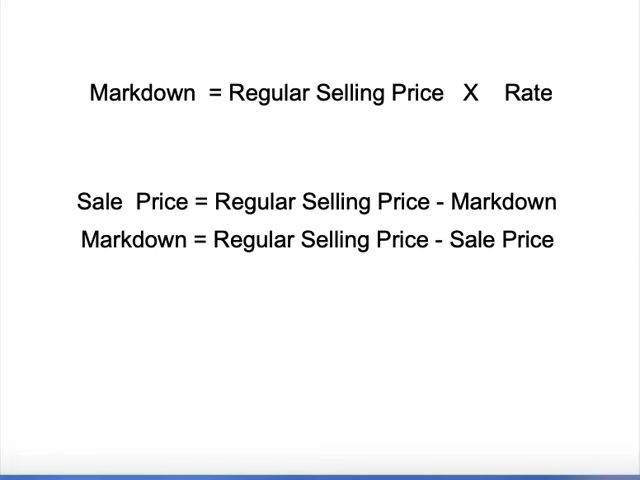 Markdown = Regular Selling Price X Rate
Sale Price = Regular Selling Price - Markdown
Markdown = Regular Selling Price - Sale Price